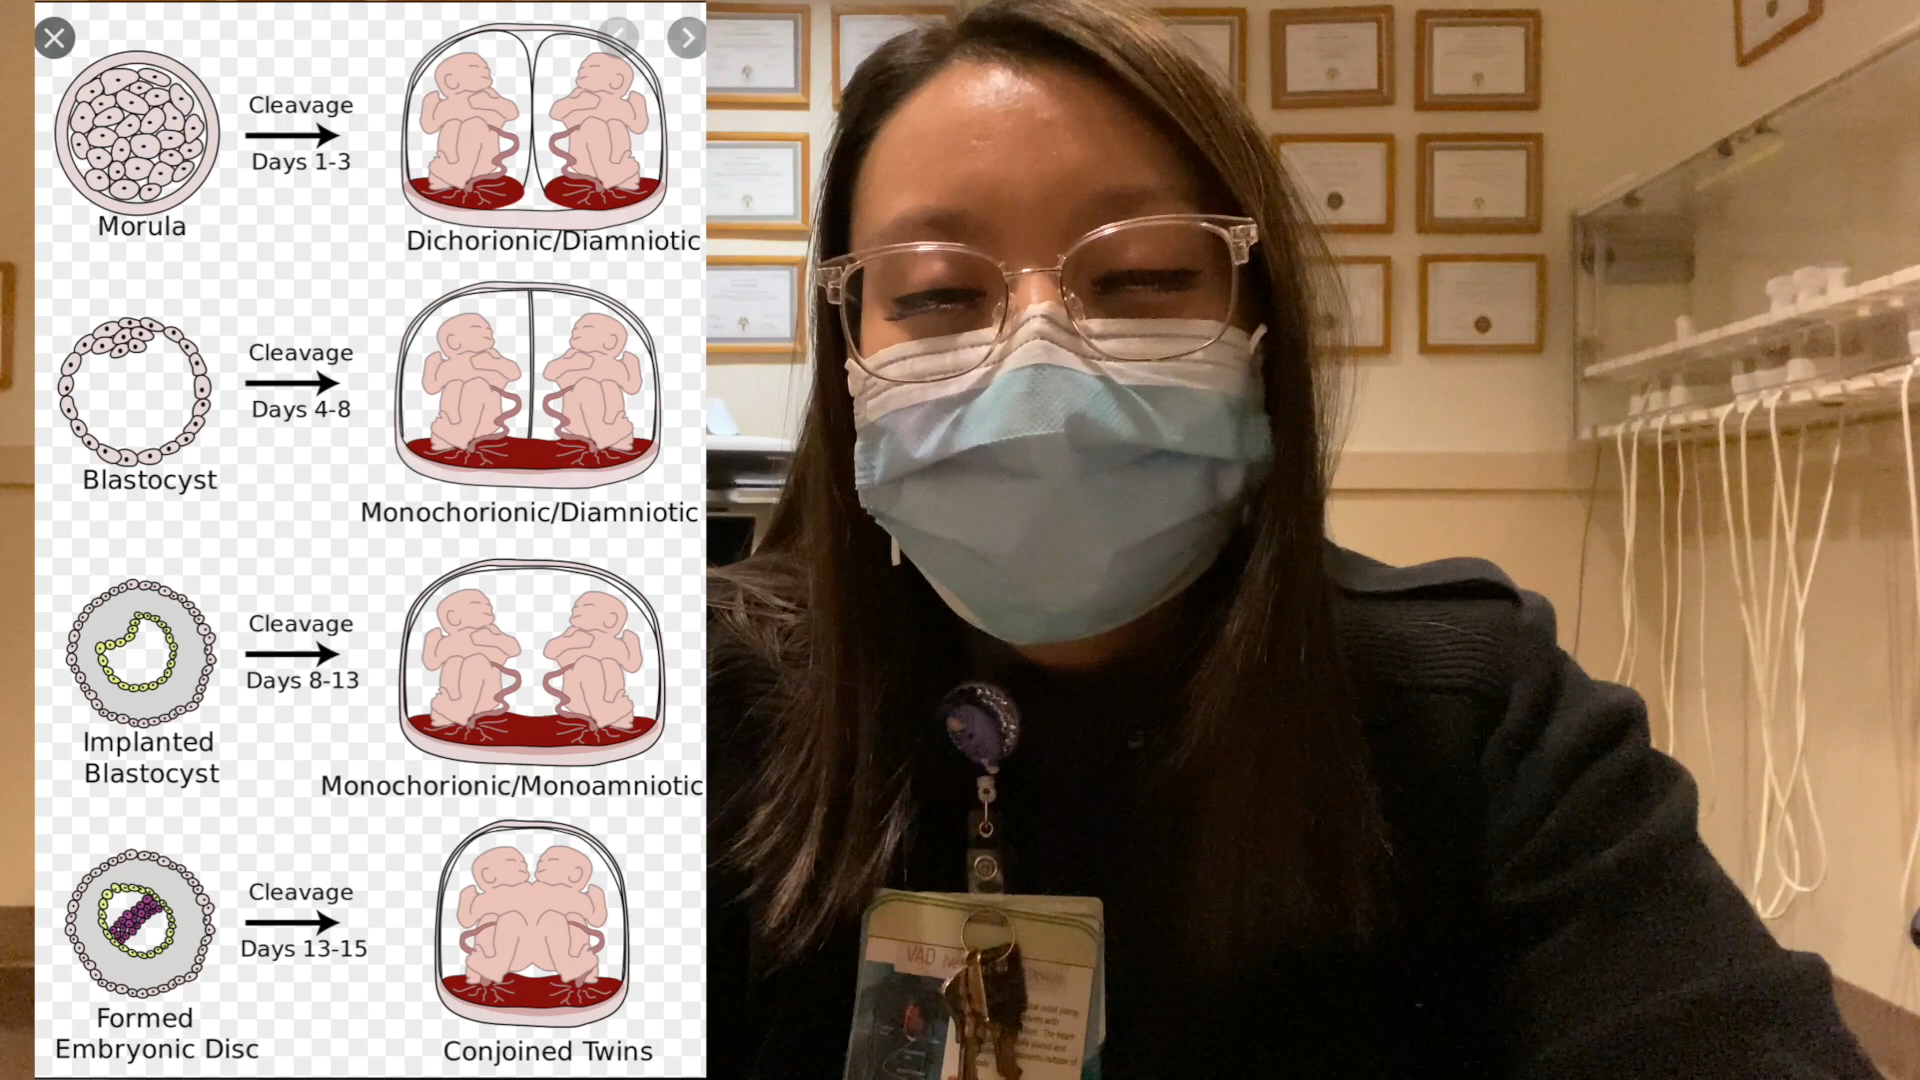 Cleavage
Days 1-3
Morula
Dichorionic/Diamniotic
Cleavage
Days 4-8
Blastocyst
Monochorionic/Diamniotic
Cleavage
Days 8-13
Implanted
Blastocyst
Monochorionic/Monoamniotic
Cleavage
Days 13-15
Formed
Embryonic Disc
Conjoined Twins
VAD